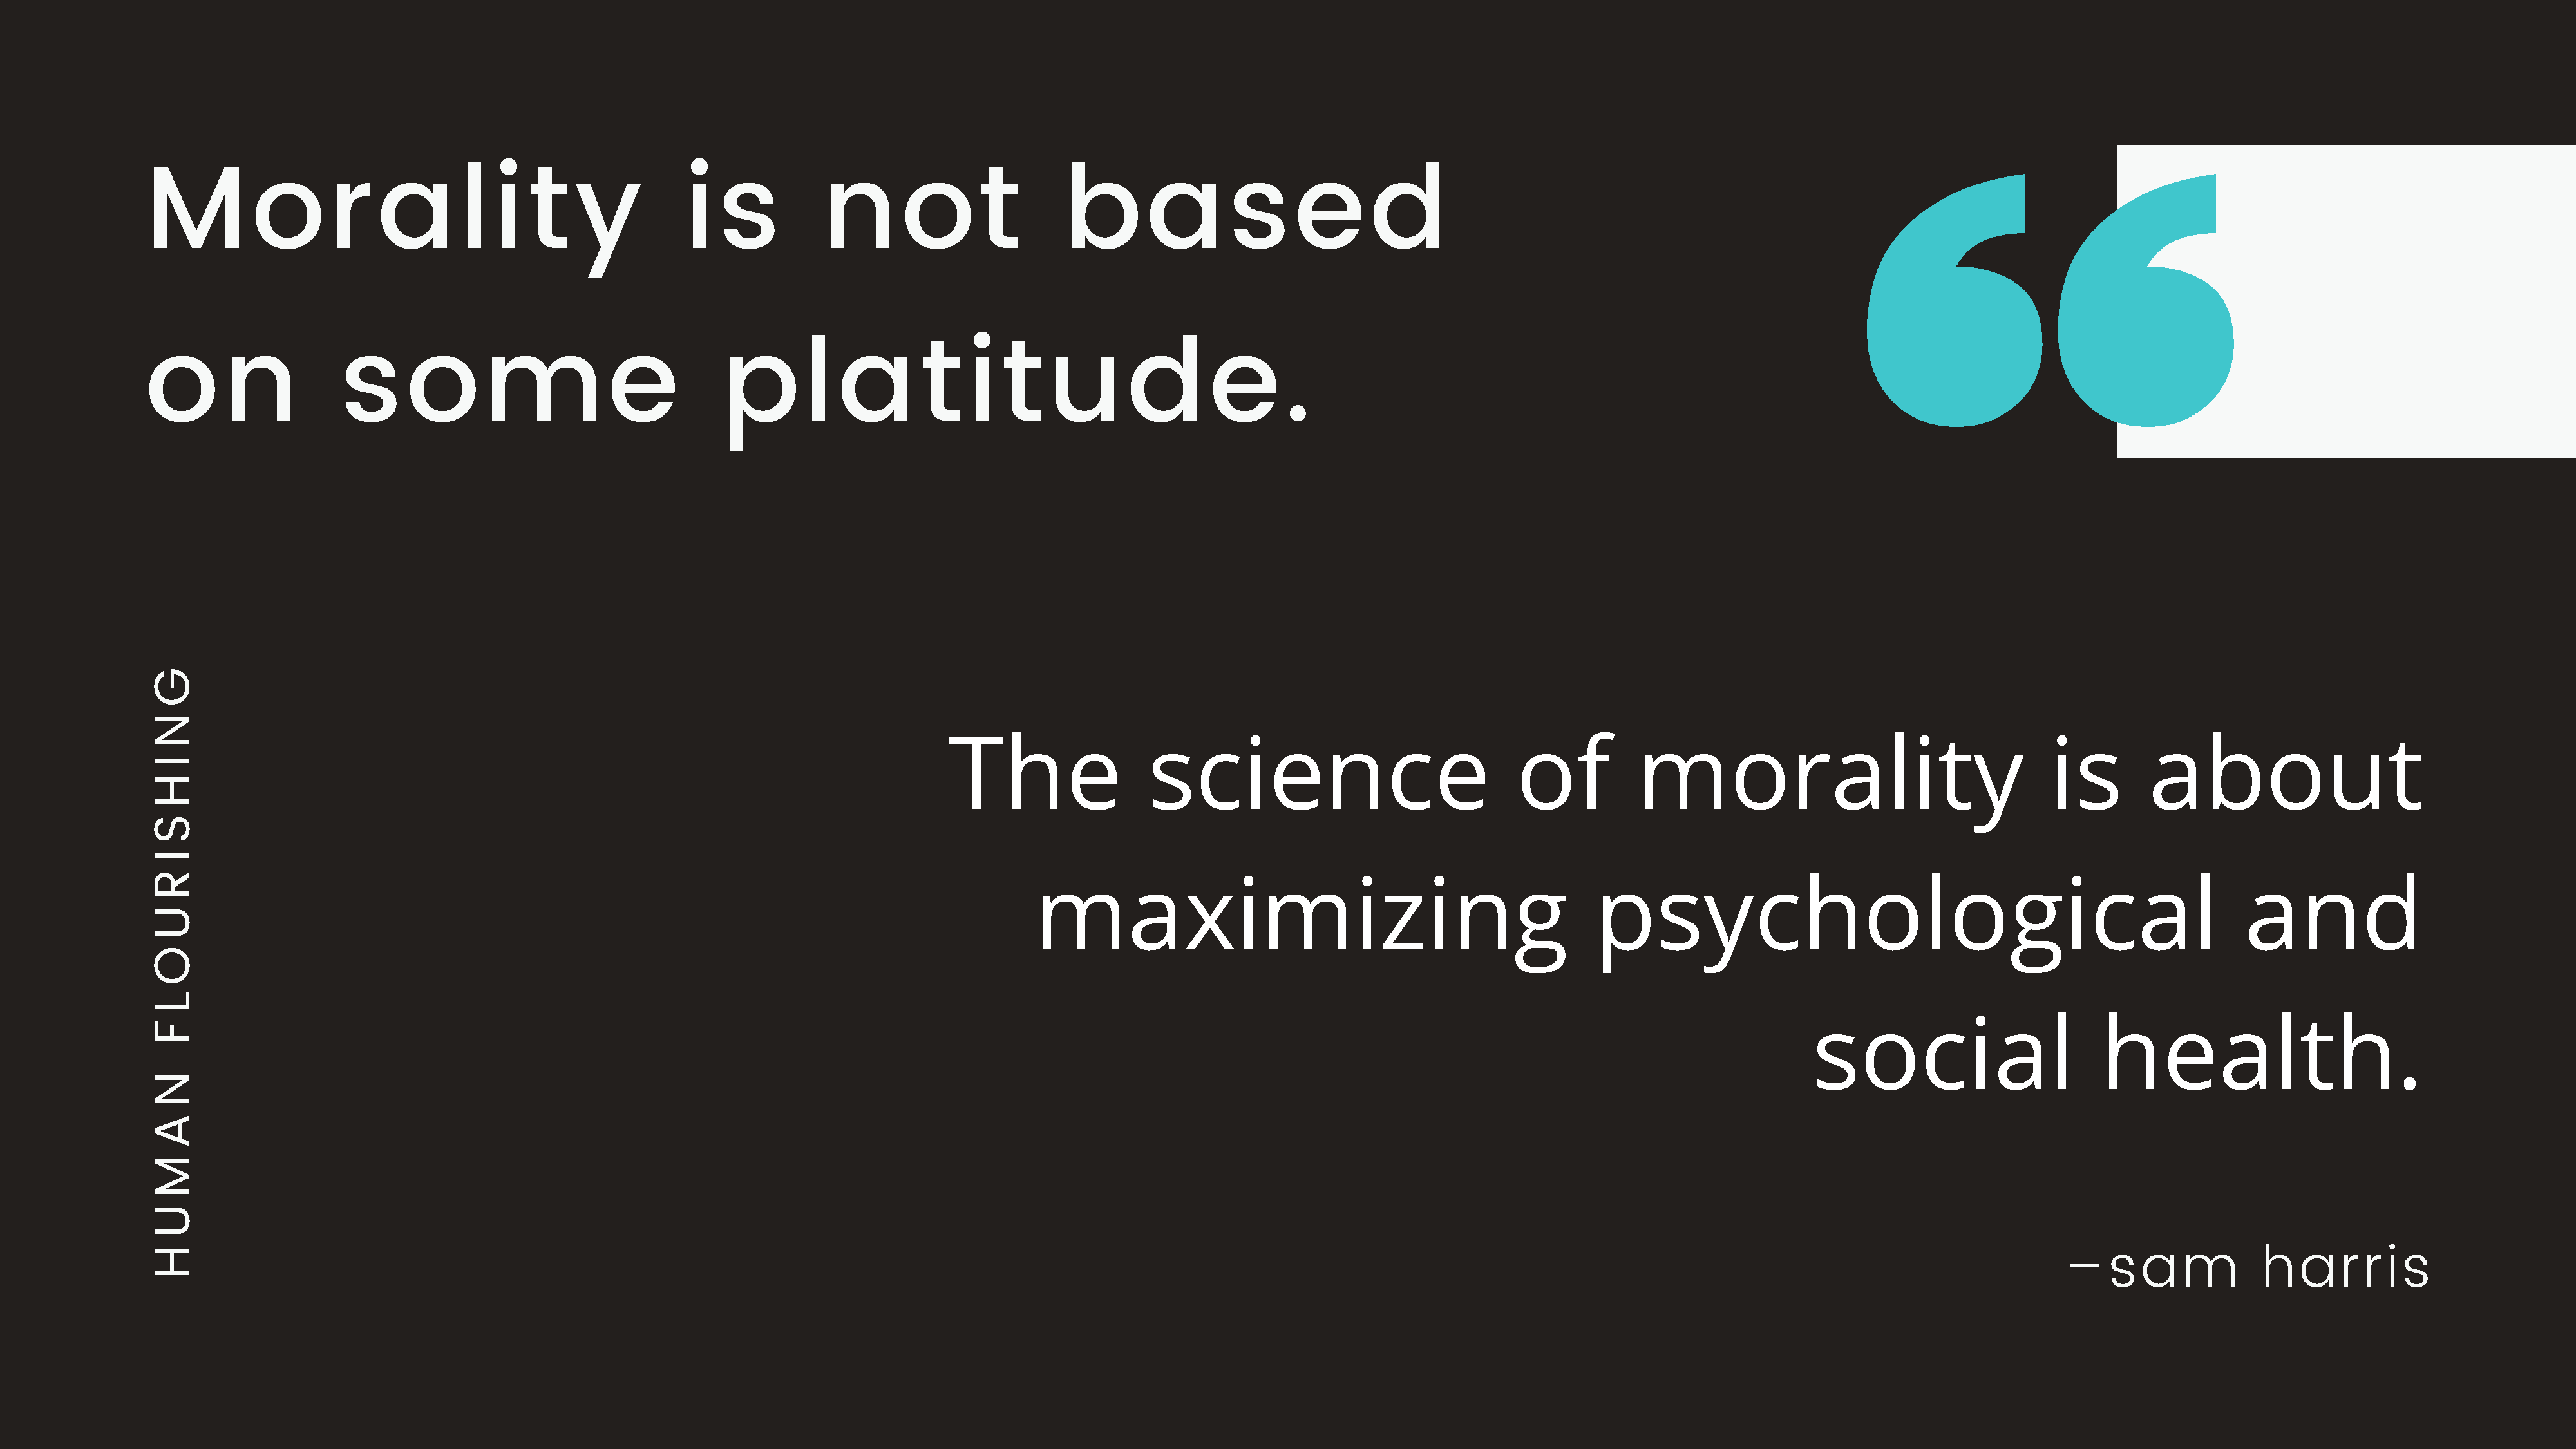 Morality is not based
on some platitude.
HUMAN FLOURISHING
The science of morality is about
maximizing psychological and
social health.
–sam harris